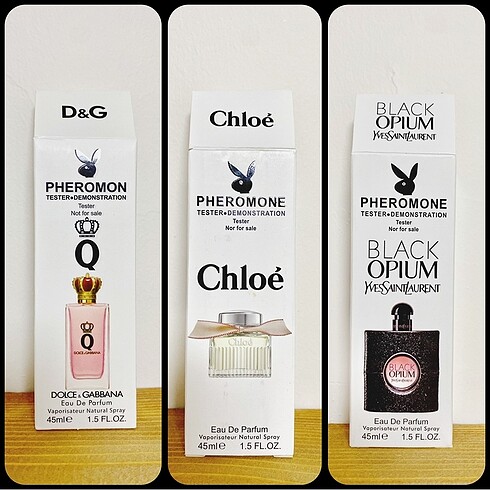 D&G
PHEROMON
TESTER•DEMONSTRATION
Tester
Not for sale
Q
Q
DOLCE&GABBANA
DOLCE & GABBANA
Eau De Parfum
Vaporisateur Natural Spray
45ml℮ 1.5 FL.OZ.
Chloé
PHEROMONE
TESTER•DEMONSTRATION
Tester
Not for sale
Chloé
Chloé
Eau De Parfum
Vaporisateur Natural Spray
45ml℮ 1.5 FL.OZ.
BLACK
OPIUM
YVES SAINT LAURENT
PHEROMONE
TESTER•DEMONSTRATION
Tester
Not for sale
BLACK
OPIUM
YVES SAINT LAURENT
BLACK
OPIUM
Eau De Parfum
Vaporisateur Natural Spray
45ml℮ 1.5 FL.OZ.